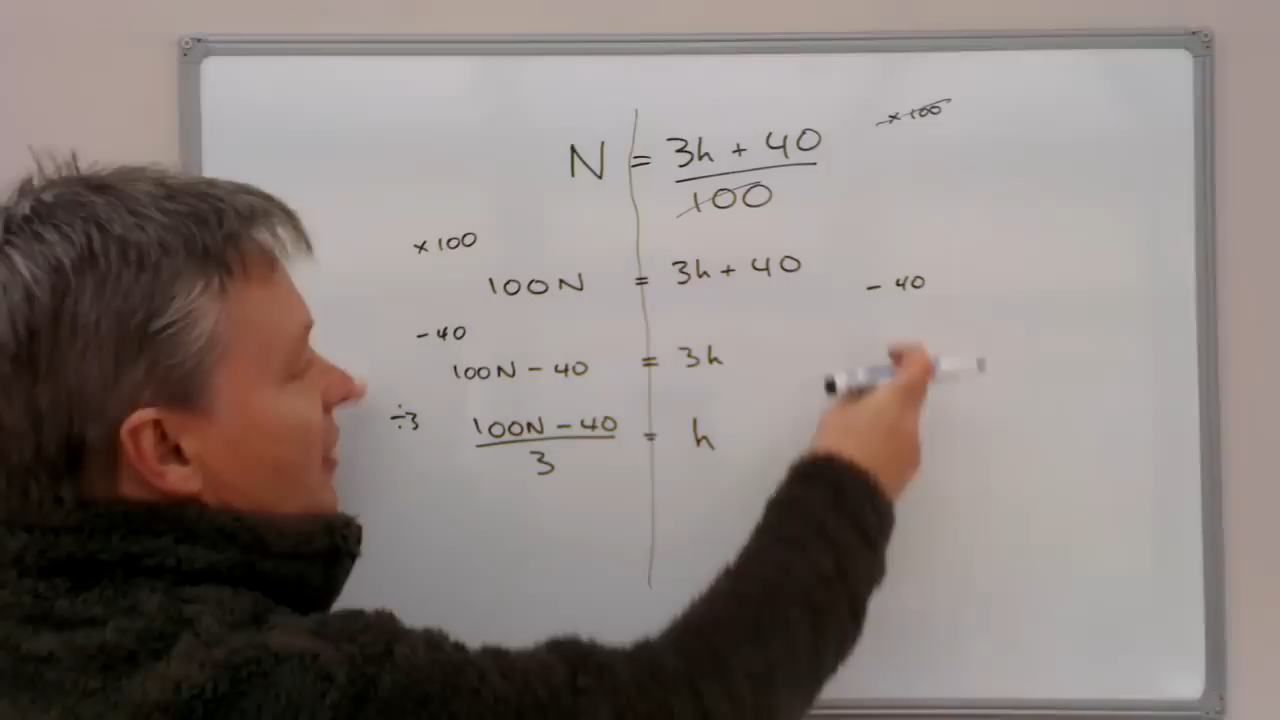 ×100
N = 3h + 40
100
×100
100N = 3h + 40
- 40
- 40
100N - 40 = 3h
÷3
100N - 40 = h
3